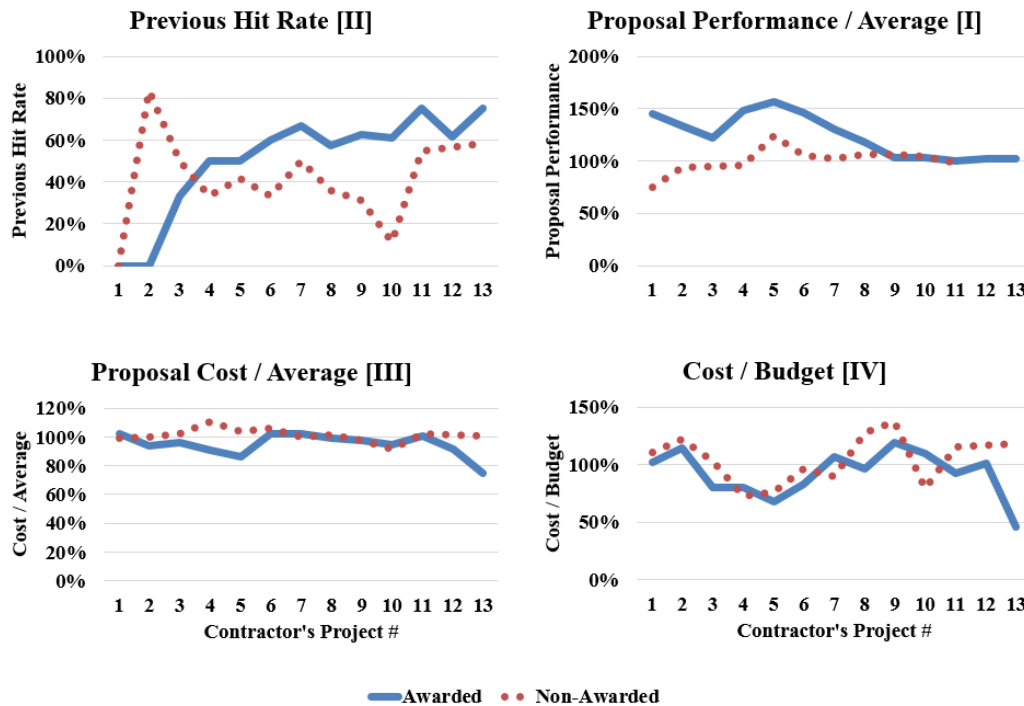 Previous Hit Rate [II]
100%
80%
60%
40%
20%
0%
Previous Hit Rate
1 2 3 4 5 6 7 8 9 10 11 12 13
Proposal Performance / Average [I]
200%
150%
100%
50%
0%
Proposal Performance
1 2 3 4 5 6 7 8 9 10 11 12 13
Proposal Cost / Average [III]
120%
100%
80%
60%
40%
20%
0%
Cost / Average
1 2 3 4 5 6 7 8 9 10 11 12 13
Contractor's Project #
Cost / Budget [IV]
150%
100%
50%
0%
Cost / Budget
1 2 3 4 5 6 7 8 9 10 11 12 13
Contractor's Project #
Awarded Non-Awarded